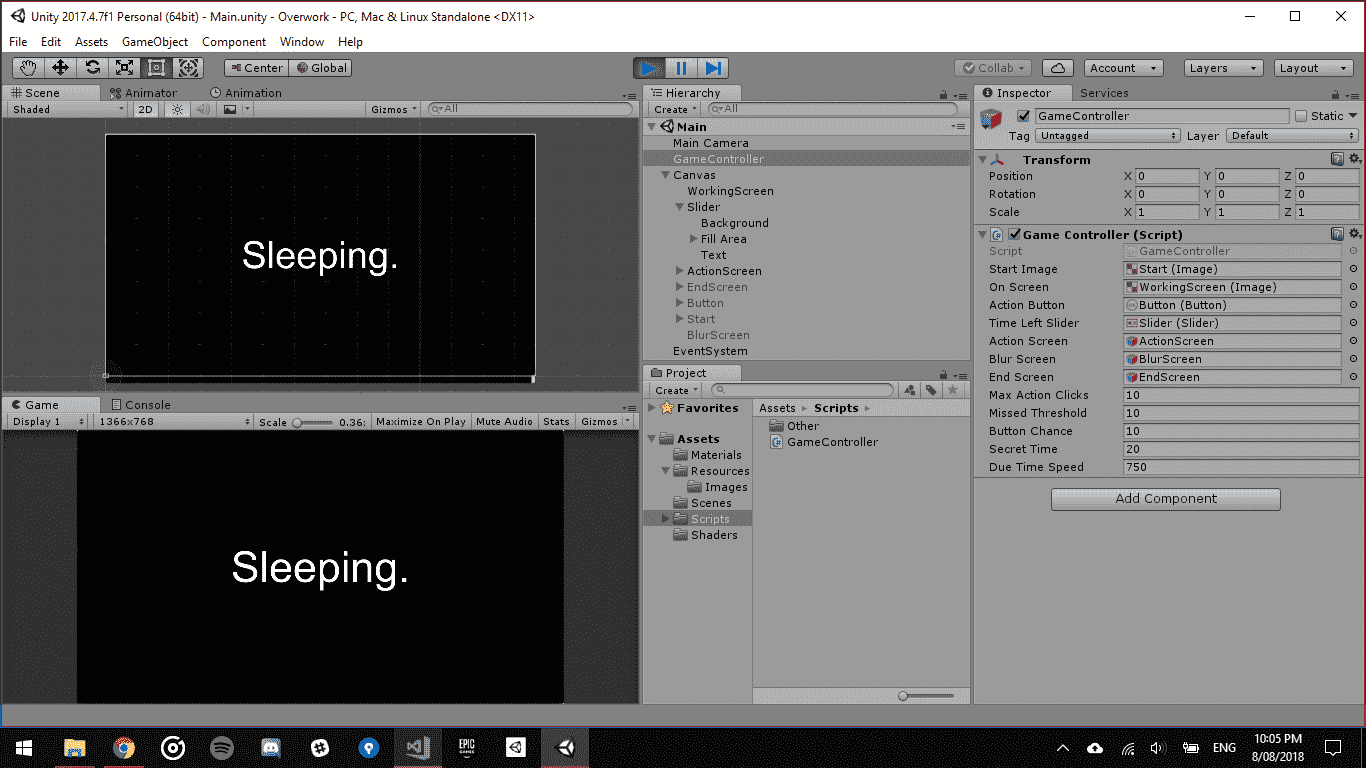 Unity 2017.4.7f1 Personal (64bit) - Main.unity - Overwork - PC, Mac & Linux Standalone <DX11>
File Edit Assets GameObject Component Window Help
Center Global
Collab
Account
Layers
Layout
Scene Animator Animation
Shaded 2D Gizmos All
Sleeping.
Game Console
Display 1 1366x768 Scale 0.36: Maximize On Play Mute Audio Stats Gizmos
Sleeping.
Hierarchy
Create All
Main
Main Camera
GameController
Canvas
WorkingScreen
Slider
Background
Fill Area
Text
ActionScreen
EndScreen
Button
Start
BlurScreen
EventSystem
Project
Create
Favorites
Assets
Materials
Resources
Images
Scenes
Scripts
Shaders
Assets Scripts
Other
GameController
Inspector Services
GameController Static
Tag Untagged Layer Default
Transform
Position X 0 Y 0 Z 0
Rotation X 0 Y 0 Z 0
Scale X 1 Y 1 Z 1
Game Controller (Script)
Script GameController
Start Image Start (Image)
On Screen WorkingScreen (Image)
Action Button Button (Button)
Time Left Slider Slider (Slider)
Action Screen ActionScreen
Blur Screen BlurScreen
End Screen EndScreen
Max Action Clicks 10
Missed Threshold 10
Button Chance 10
Secret Time 20
Due Time Speed 750
Add Component
EPIC
GAMES
ENG
10:05 PM
8/08/2018